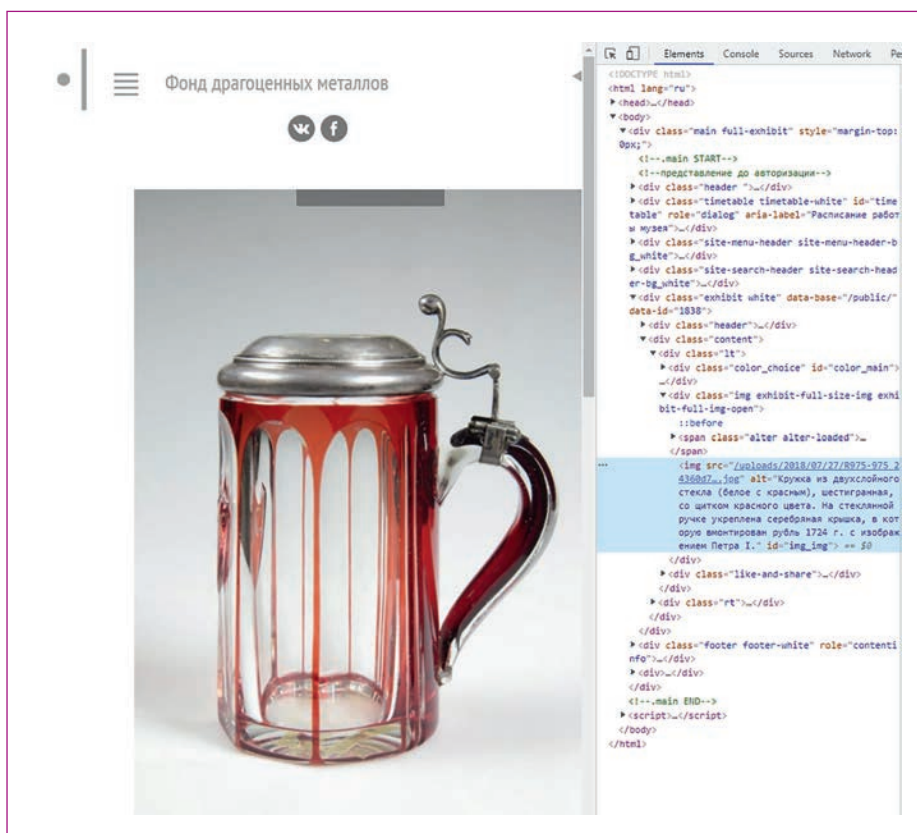 Фонд драгоценных металлов
Elements Console Sources Network
<!DOCTYPE html>
<html lang="ru">
<head>…</head>
<body>
<div class="main full-exhibit" style="margin-top:
0px;">
<!--.main START-->
<!--представление до авторизации-->
<div class="header ">…</div>
<div class="timetable timetable-white" id="time
table" role="dialog" aria-label="Расписание работ
ы музея">…</div>
<div class="site-menu-header site-menu-header-b
g_white">…</div>
<div class="site-search-header site-search-head
er-bg_white">…</div>
<div class="exhibit white" data-base="/public/"
data-id="1838">
<div class="header">…</div>
<div class="content">
<div class="lt">
<div class="color_choice" id="color_main">
…</div>
<div class="img exhibit-full-size-img exhi
bit-full-img-open">
::before
<span class="alter alter-loaded">…
</span>
<img src="/uploads/2018/07/27/R975-975_2
4360d7….jpg" alt="Кружка из двухслойного
стекла (белое с красным), шестигранная,
со щитком красного цвета. На стеклянной
ручке укреплена серебряная крышка, в кот
орую вмонтирован рубль 1724 г. с изображ
ением Петра I." id="img_img"> == $0
</div>
<div class="like-and-share">…</div>
</div>
<div class="rt">…</div>
</div>
</div>
<div class="footer footer-white" role="contenti
nfo">…</div>
<div>…</div>
</div>
<!--.main END-->
<script>…</script>
</body>
</html>